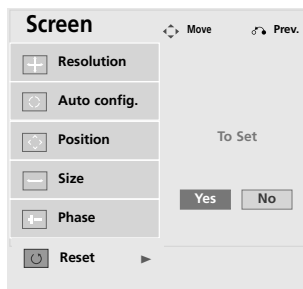 Screen
Move
Prev.
Resolution
Auto config.
Position
Size
Phase
Reset
To Set
Yes
No